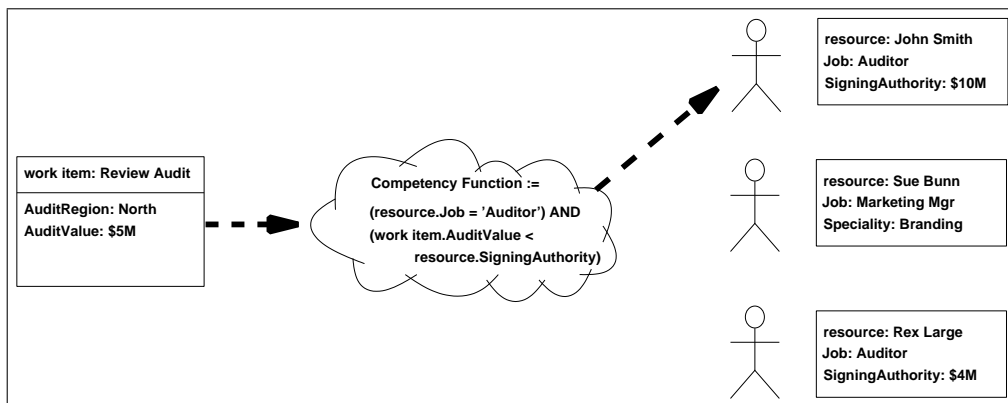 work item: Review Audit
AuditRegion: North
AuditValue: $5M
Competency Function :=
(resource.Job = 'Auditor') AND
(work item.AuditValue <
resource.SigningAuthority)
resource: John Smith
Job: Auditor
SigningAuthority: $10M
resource: Sue Bunn
Job: Marketing Mgr
Speciality: Branding
resource: Rex Large
Job: Auditor
SigningAuthority: $4M